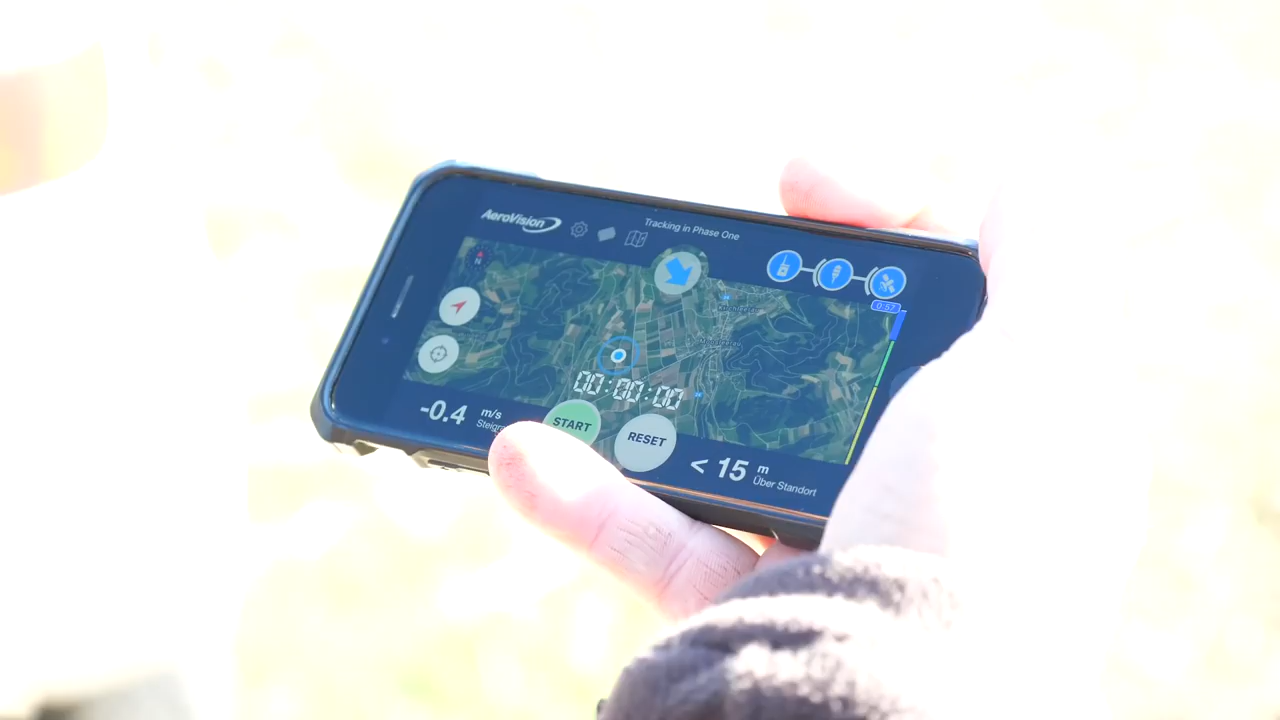 AeroVision
Tracking in Phase One
N
0:57
00:00:00
-0.4 m/s
START
RESET
< 15 m
Über Standort